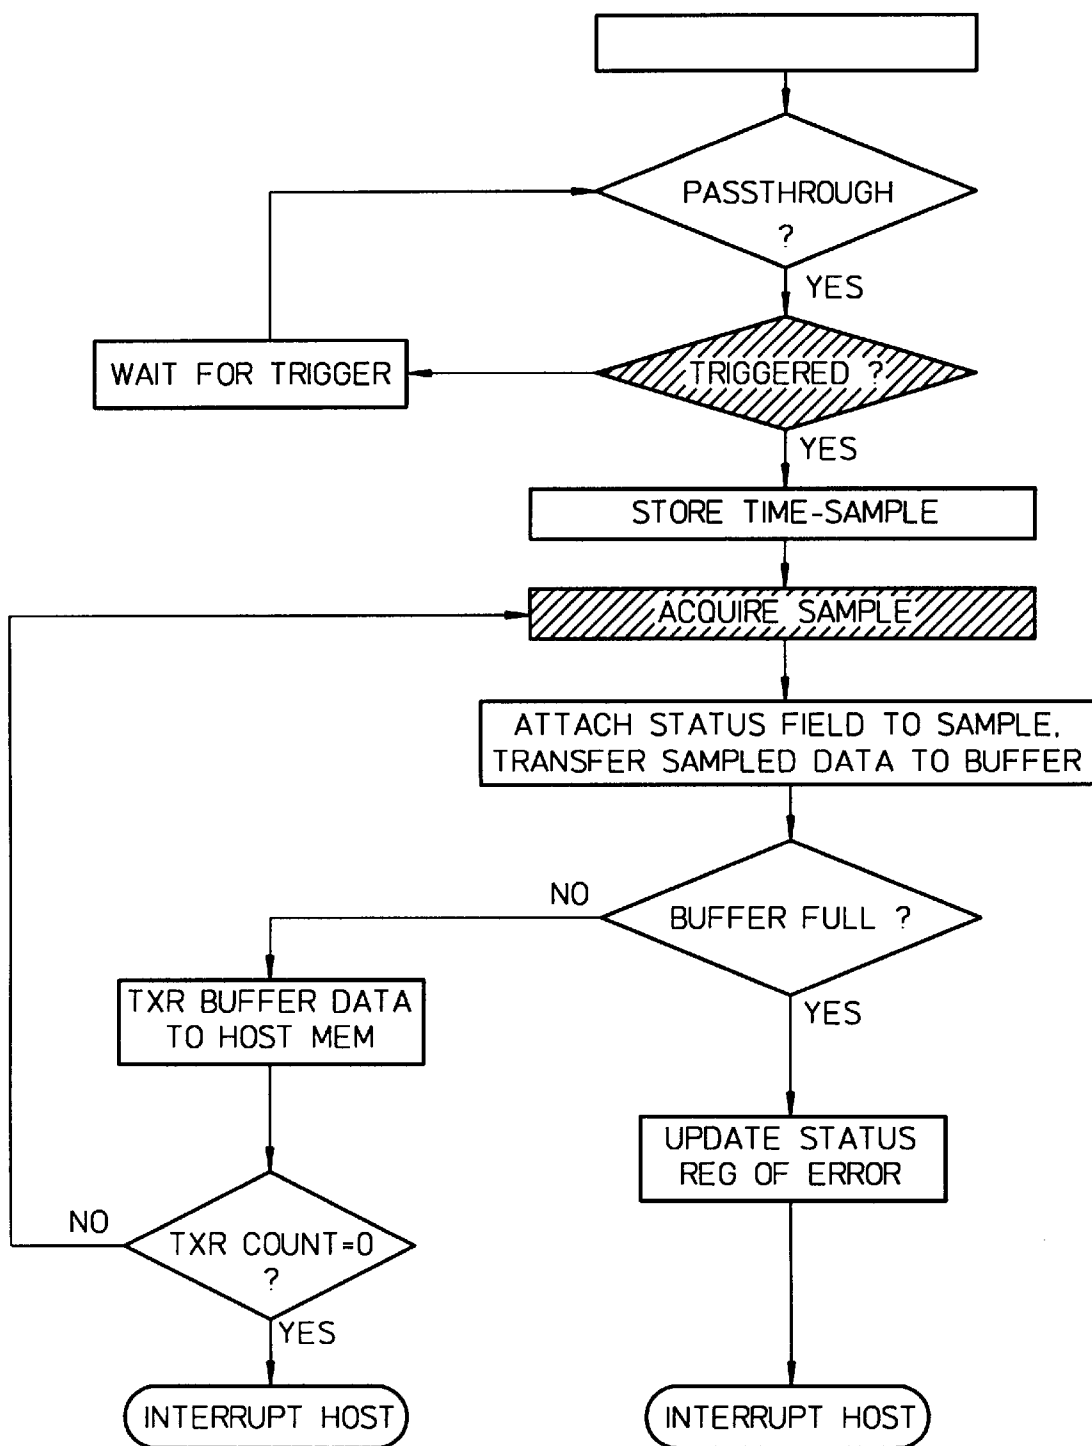 PASSTHROUGH
?
YES
TRIGGERED ?
WAIT FOR TRIGGER
YES
STORE TIME-SAMPLE
ACQUIRE SAMPLE
ATTACH STATUS FIELD TO SAMPLE,
TRANSFER SAMPLED DATA TO BUFFER
NO
BUFFER FULL ?
YES
TXR BUFFER DATA
TO HOST MEM
UPDATE STATUS
REG OF ERROR
NO
TXR COUNT=0
?
YES
INTERRUPT HOST
INTERRUPT HOST